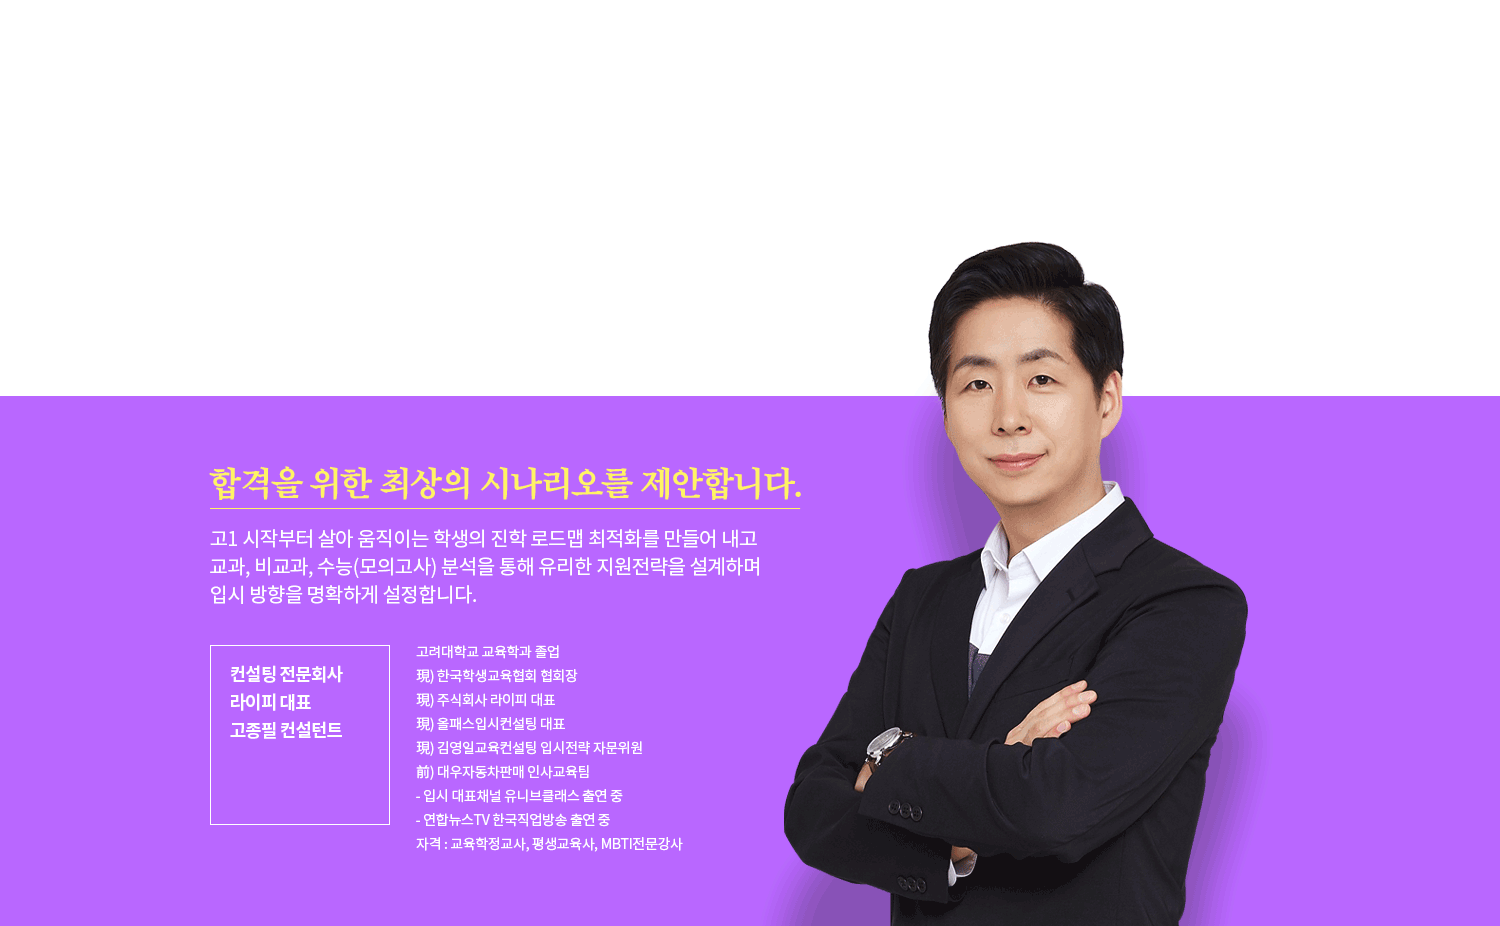 합격을 위한 최상의 시나리오를 제안합니다.
고1 시작부터 살아 움직이는 학생의 진학 로드맵 최적화를 만들어 내고
교과, 비교과, 수능(모의고사) 분석을 통해 유리한 지원전략을 설계하며
입시 방향을 명확하게 설정합니다.
컨설팅 전문회사
라이피 대표
고종필 컨설턴트
고려대학교 교육학과 졸업
現) 한국학생교육협회 협회장
現) 주식회사 라이피 대표
現) 올패스입시컨설팅 대표
現) 김영일교육컨설팅 입시전략 자문위원
前) 대우자동차판매 인사교육팀
- 입시 대표채널 유니브클래스 출연 중
- 연합뉴스TV 한국직업방송 출연 중
자격 : 교육학정교사, 평생교육사, MBTI전문강사